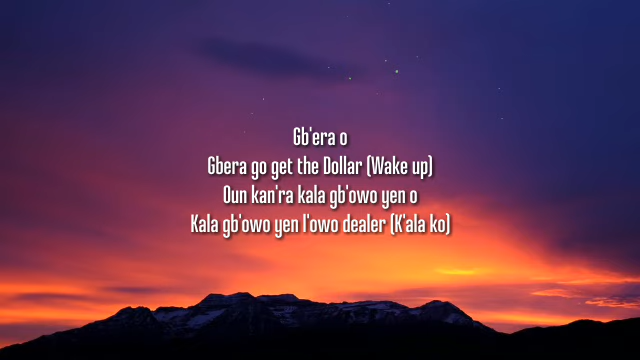 Gb'era o
Gbera go get the Dollar (Wake up)
Oun kan'ra kala gb'owo yen o
Kala gb'owo yen l'owo dealer (K'ala ko)